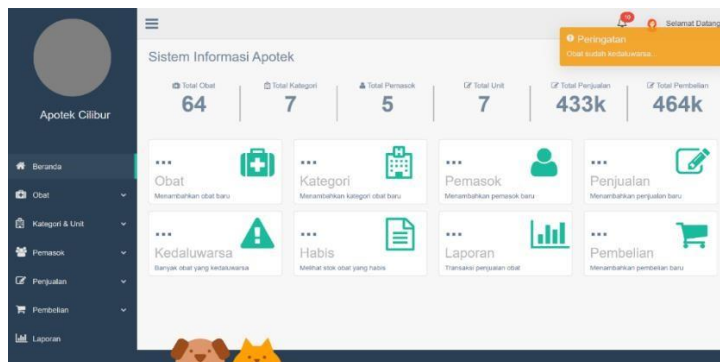 Apotek Cilibur
Beranda
Obat
Kategori & Unit
Pemasok
Penjualan
Pembelian
Laporan
19
Selamat Datang
Peringatan
Obat sudah kedaluwarsa..
Sistem Informasi Apotek
Total Obat
64
Total Kategori
7
Total Pemasok
5
Total Unit
7
Total Penjualan
433k
Total Pembelian
464k
...
Obat
Menambahkan obat baru
...
Kategori
Menambahkan kategori obat baru
...
Pemasok
Menambahkan pemasok baru
...
Penjualan
Menambahkan penjualan baru
...
Kedaluwarsa
Banyak obat yang kedaluwarsa
...
Habis
Melihat stok obat yang habis
...
Laporan
Transaksi penjualan obat
...
Pembelian
Menambahkan pembelian baru